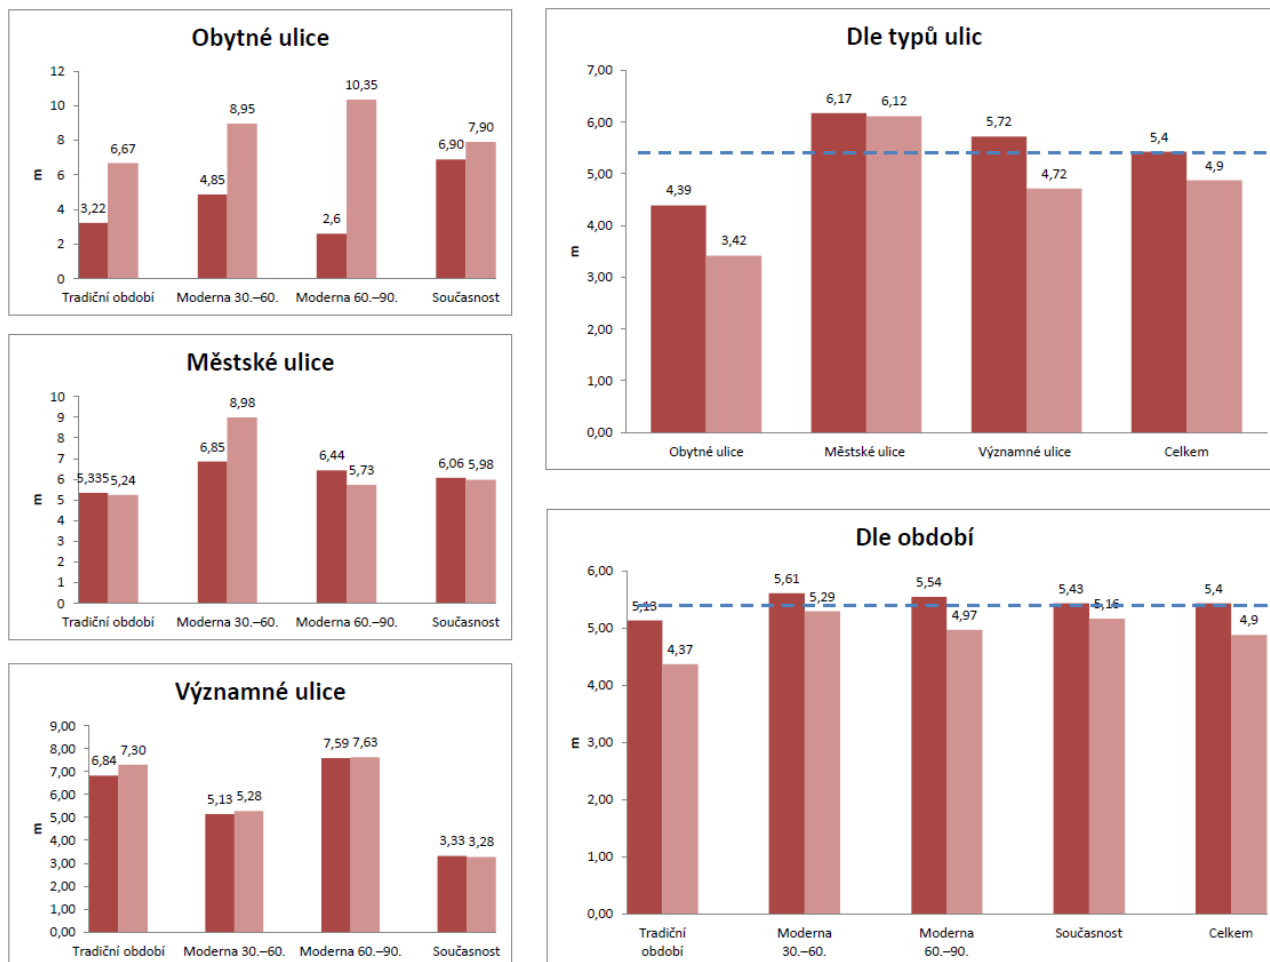 Obytné ulice
12
10
8
6
4
2
0
m
3,22
6,67
4,85
8,95
2,6
10,35
6,90
7,90
Tradiční období
Moderna 30.–60.
Moderna 60.–90.
Současnost
Městské ulice
10
9
8
7
6
5
4
3
2
1
0
m
5,335
5,24
6,85
8,98
6,44
5,73
6,06
5,98
Tradiční období
Moderna 30.–60.
Moderna 60.–90.
Současnost
Významné ulice
9,00
8,00
7,00
6,00
5,00
4,00
3,00
2,00
1,00
0,00
m
6,84
7,30
5,13
5,28
7,59
7,63
3,33
3,28
Tradiční období
Moderna 30.–60.
Moderna 60.–90.
Současnost
Dle typů ulic
7,00
6,00
5,00
4,00
3,00
2,00
1,00
0,00
m
4,39
3,42
6,17
6,12
5,72
4,72
5,4
4,9
Obytné ulice
Městské ulice
Významné ulice
Celkem
Dle období
6,00
5,00
4,00
3,00
2,00
1,00
0,00
m
5,13
4,37
5,61
5,29
5,54
4,97
5,43
5,16
5,4
4,9
Tradiční
období
Moderna
30.–60.
Moderna
60.–90.
Současnost
Celkem